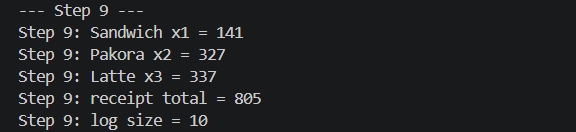 --- Step 9 ---
Step 9: Sandwich x1 = 141
Step 9: Pakora x2 = 327
Step 9: Latte x3 = 337
Step 9: receipt total = 805
Step 9: log size = 10